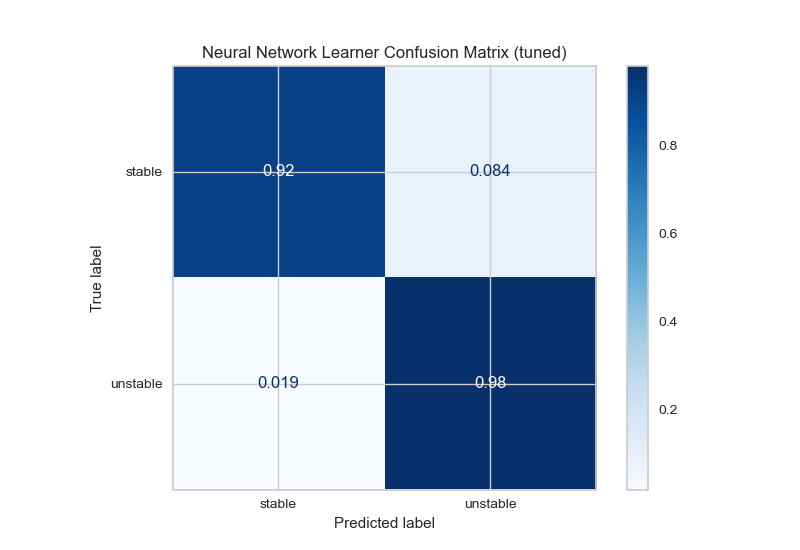 Neural Network Learner Confusion Matrix (tuned)
True label
stable
unstable
0.92
0.084
0.019
0.98
stable
unstable
Predicted label
0.8
0.6
0.4
0.2